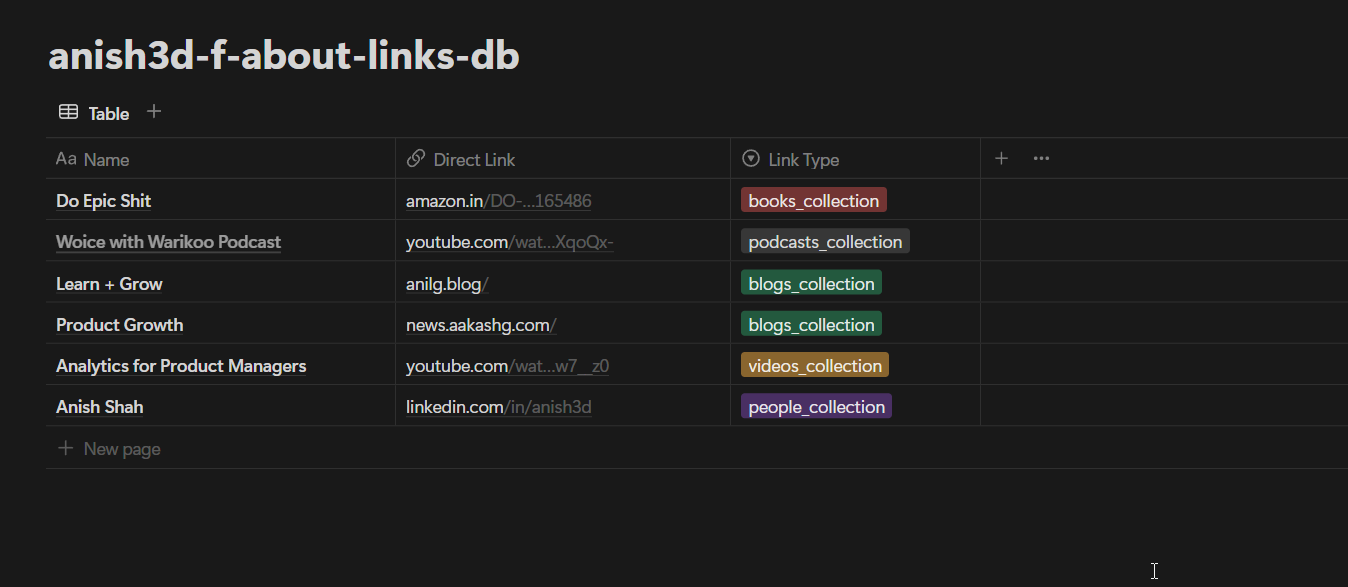 anish3d-f-about-links-db
Table
Aa Name Direct Link Link Type
Do Epic Shit amazon.in/DO-...165486 books_collection
Woice with Warikoo Podcast youtube.com/wat...XqoQx- podcasts_collection
Learn + Grow anilg.blog/ blogs_collection
Product Growth news.aakashg.com/ blogs_collection
Analytics for Product Managers youtube.com/wat...w7__z0 videos_collection
Anish Shah linkedin.com/in/anish3d people_collection
+ New page